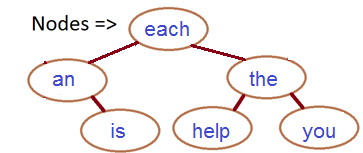 Nodes => each
an the
is help you